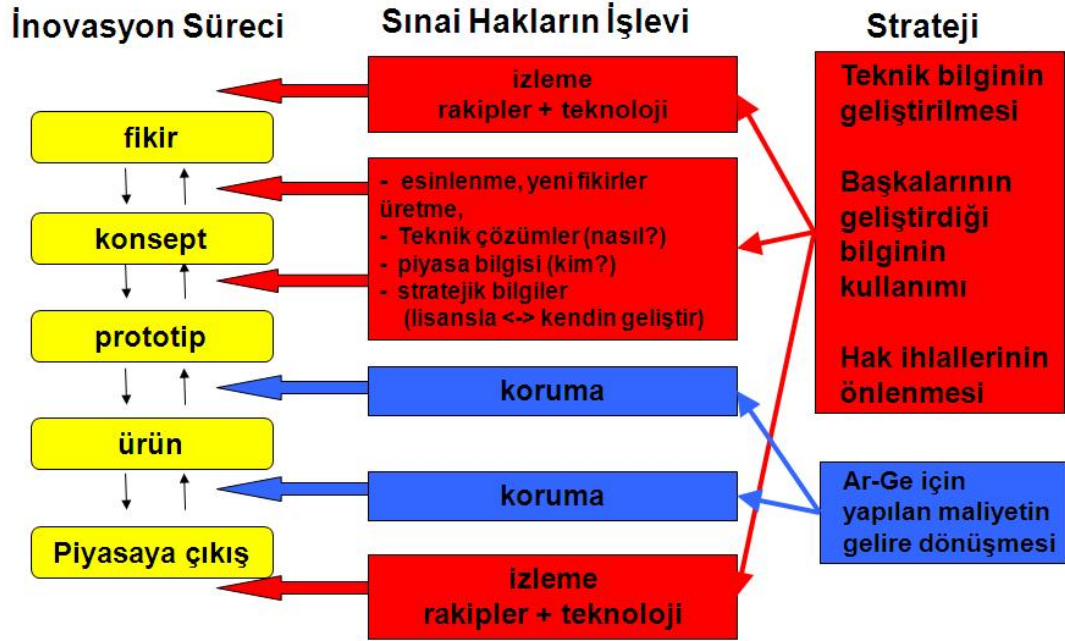 İnovasyon Süreci
fikir
konsept
prototip
ürün
Piyasaya çıkış
Sınai Hakların İşlevi
izleme
rakipler + teknoloji
- esinlenme, yeni fikirler
üretme,
- Teknik çözümler (nasıl?)
- piyasa bilgisi (kim?)
- stratejik bilgiler
(lisansla <-> kendin geliştir)
koruma
koruma
izleme
rakipler + teknoloji
Strateji
Teknik bilginin
geliştirilmesi
Başkalarının
geliştirdiği
bilginin
kullanımı
Hak ihlallerinin
önlenmesi
Ar-Ge için
yapılan maliyetin
gelire dönüşmesi